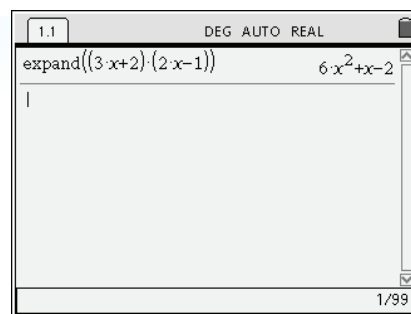 1.1 DEG AUTO REAL
expand((3·x+2)·(2·x−1)) 6·x²+x−2
1/99